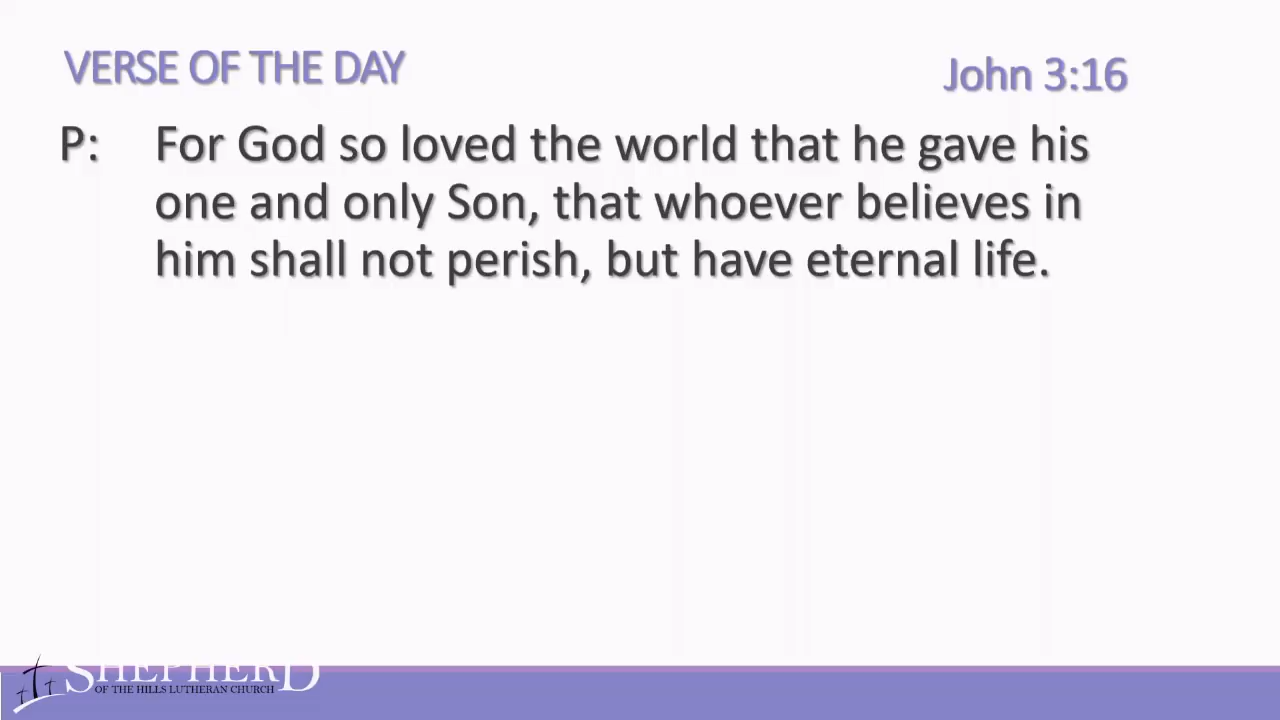 VERSE OF THE DAY
John 3:16
P: For God so loved the world that he gave his
one and only Son, that whoever believes in
him shall not perish, but have eternal life.
SHEPHERD
OF THE HILLS LUTHERAN CHURCH